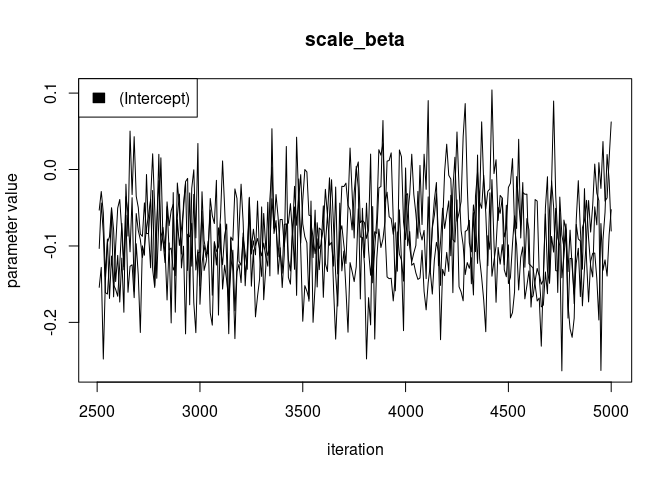 scale_beta
(Intercept)
0.1
0.0
-0.1
-0.2
parameter value
2500 3000 3500 4000 4500 5000
iteration